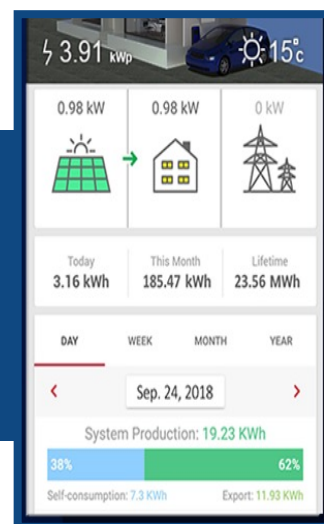 3.91 kWp
15°c
0.98 kW 0.98 kW 0 kW
Today This Month Lifetime
3.16 kWh 185.47 kWh 23.56 MWh
DAY WEEK MONTH YEAR
< Sep. 24, 2018 >
System Production: 19.23 KWh
38% 62%
Self-consumption: 7.3 KWh Export: 11.93 KWh